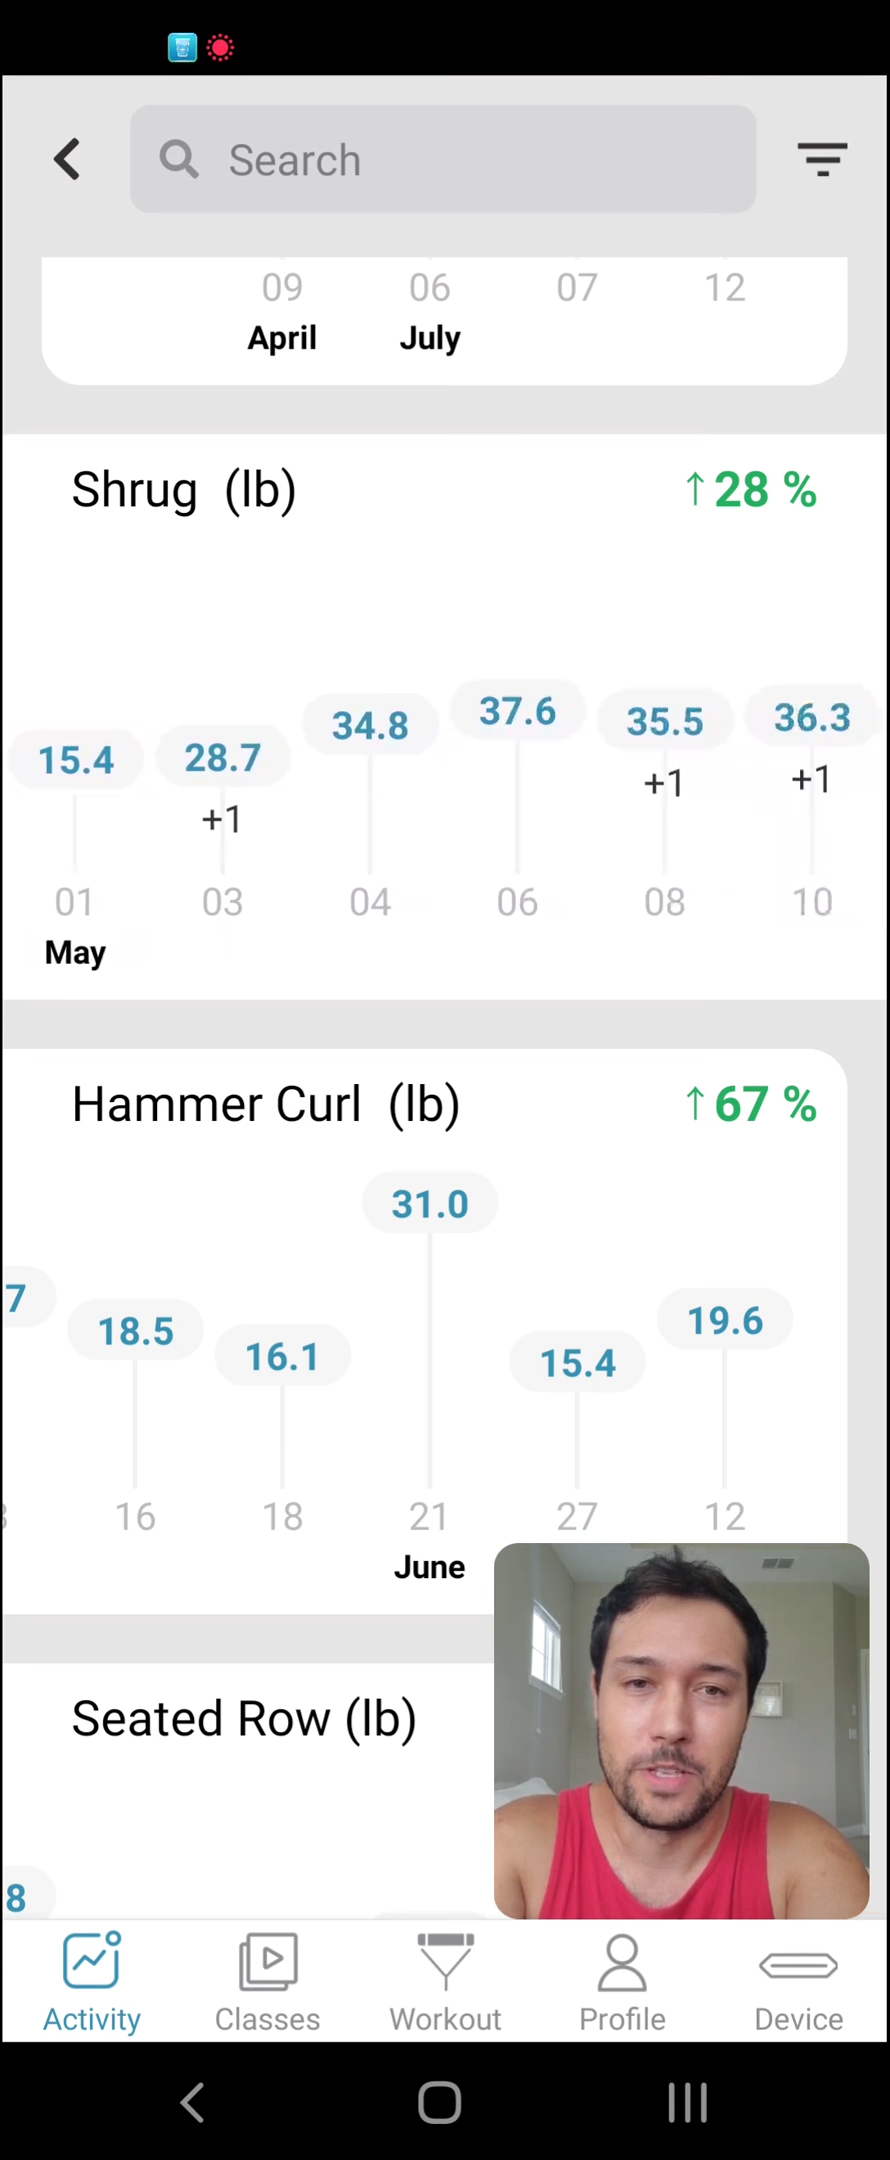 Search
09 06 07 12
April July
Shrug (lb) ↑28 %
15.4 28.7 34.8 37.6 35.5 36.3
+1 +1 +1
01 03 04 06 08 10
May
Hammer Curl (lb) ↑67 %
7 18.5 16.1 31.0 15.4 19.6
16 18 21 27 12
June
Seated Row (lb)
8
Activity Classes Workout Profile Device